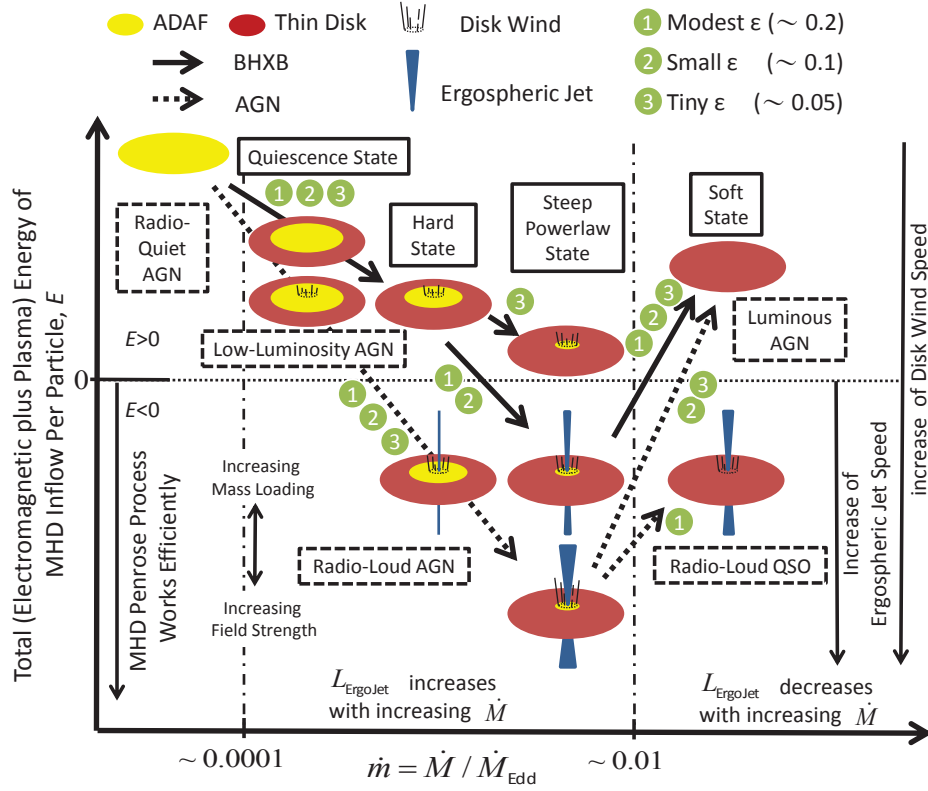 ADAF
Thin Disk
Disk Wind
BHXB
AGN
Ergospheric Jet
1 Modest ε (~ 0.2)
2 Small ε (~ 0.1)
3 Tiny ε (~ 0.05)
Total (Electromagnetic plus Plasma) Energy of
MHD Inflow Per Particle, E
Quiescence State
1 2 3
Radio-
Quiet
AGN
Hard
State
Steep
Powerlaw
State
Soft
State
3
3
2
1
Luminous
AGN
Low-Luminosity AGN
E>0
0
E<0
1
2
3
1
2
3
2
1
MHD Penrose Process
Works Efficiently
Increasing
Mass Loading
Increasing
Field Strength
Radio-Loud AGN
Radio-Loud QSO
Increase of
Ergospheric Jet Speed
increase of Disk Wind Speed
L ErgoJet increases
with increasing Ṁ
L ErgoJet decreases
with increasing Ṁ
~ 0.0001
ṁ = Ṁ / Ṁ Edd
~ 0.01